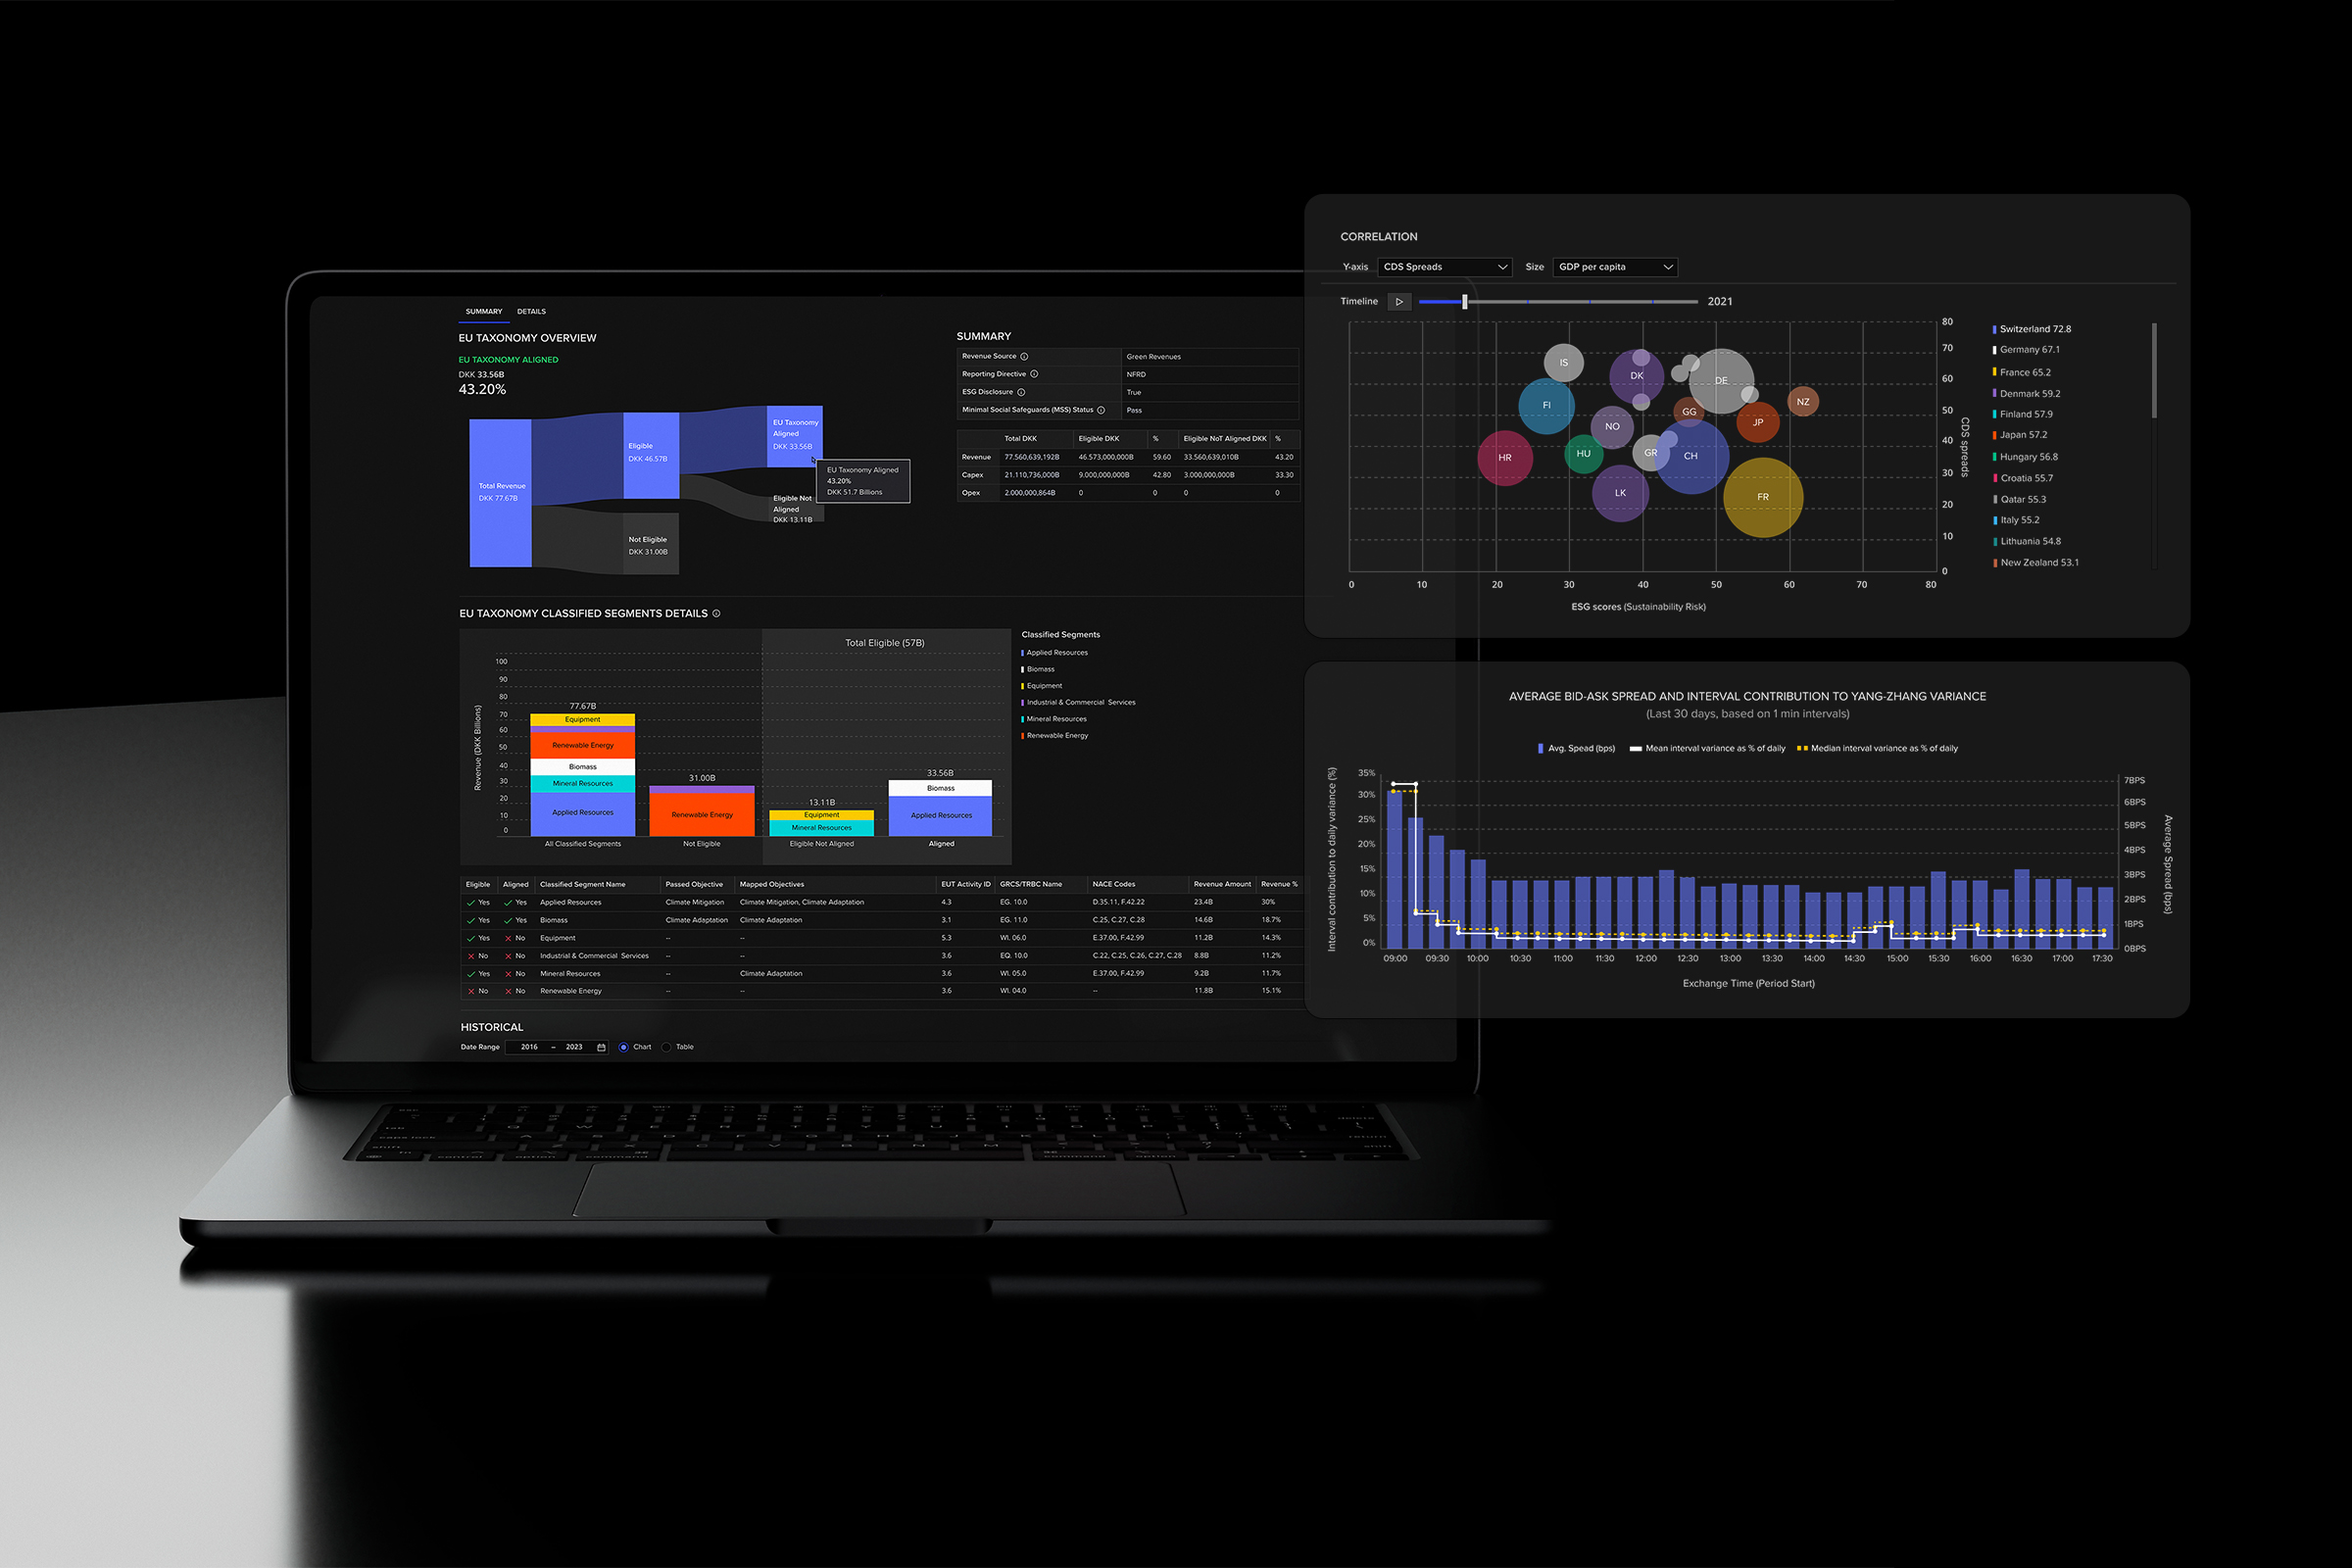 SUMMARY DETAILS
EU TAXONOMY OVERVIEW
EU TAXONOMY ALIGNED
DKK 33.56B
43.20%
Total Revenue
DKK 77.67B
Eligible
DKK 46.57B
Not Eligible
DKK 31.00B
EU Taxonomy
Aligned
DKK 33.56B
Eligible Not
Aligned
DKK 13.11B
EU Taxonomy Aligned
43.20%
DKK 51.7 Billions
SUMMARY
Revenue Source Green Revenues
Reporting Directive NFRD
ESG Disclosure True
Minimal Social Safeguards (MSS) Status Pass
Total DKK Eligible DKK % Eligible NoT Aligned DKK %
Revenue 77.560,639,192B 46.573,000,000B 59.60 33.560,639,010B 43.20
Capex 21.110,736,000B 9.000,000,000B 42.80 3.000,000,000B 33.30
Opex 2.000,000,864B 0 0 0 0
EU TAXONOMY CLASSIFIED SEGMENTS DETAILS
Total Eligible (57B)
Revenue (DKK Billions)
100
90
80
70
60
50
40
30
20
10
0
77.67B
Equipment
Renewable Energy
Biomass
Mineral Resources
Applied Resources
31.00B
Renewable Energy
13.11B
Equipment
Mineral Resources
33.56B
Biomass
Applied Resources
All Classified Segments Not Eligible Eligible Not Aligned Aligned
Classified Segments
Applied Resources
Biomass
Equipment
Industrial & Commercial Services
Mineral Resources
Renewable Energy
Eligible Aligned Classified Segment Name Passed Objective Mapped Objectives EUT Activity ID GRCS/TRBC Name NACE Codes Revenue Amount Revenue %
Yes Yes Applied Resources Climate Mitigation Climate Mitigation, Climate Adaptation 4.3 EG. 10.0 D.35.11, F.42.22 23.4B 30%
Yes Yes Biomass Climate Adaptation Climate Adaptation 3.1 EG. 11.0 C.25, C.27, C.28 14.6B 18.7%
Yes No Equipment -- -- 5.3 WI. 06.0 E.37.00, F.42.99 11.2B 14.3%
No No Industrial & Commercial Services -- -- 3.6 EQ. 10.0 C.22, C.25, C.26, C.27, C.28 8.8B 11.2%
Yes No Mineral Resources Climate Adaptation 3.6 WI. 05.0 E.37.00, F.42.99 9.2B 11.7%
No No Renewable Energy -- -- 3.6 WI. 04.0 -- 11.8B 15.1%
HISTORICAL
Date Range 2016 – 2023 Chart Table
CORRELATION
Y-axis CDS Spreads Size GDP per capita
Timeline 2021
IS
DK
DE
FI
NZ
GG
JP
NO
HR
HU
GR
CH
LK
FR
80
70
60
50
40
30
20
10
0
CDS spreads
0 10 20 30 40 50 60 70 80
ESG scores (Sustainability Risk)
Switzerland 72.8
Germany 67.1
France 65.2
Denmark 59.2
Finland 57.9
Japan 57.2
Hungary 56.8
Croatia 55.7
Qatar 55.3
Italy 55.2
Lithuania 54.8
New Zealand 53.1
AVERAGE BID-ASK SPREAD AND INTERVAL CONTRIBUTION TO YANG-ZHANG VARIANCE
(Last 30 days, based on 1 min intervals)
Avg. Spead (bps) Mean interval variance as % of daily Median interval variance as % of daily
Interval contribution to daily variance (%)
35%
30%
25%
20%
15%
10%
5%
0%
7BPS
6BPS
5BPS
4BPS
3BPS
2BPS
1BPS
0BPS
Average Spread (bps)
09:00 09:30 10:00 10:30 11:00 11:30 12:00 12:30 13:00 13:30 14:00 14:30 15:00 15:30 16:00 16:30 17:00 17:30
Exchange Time (Period Start)